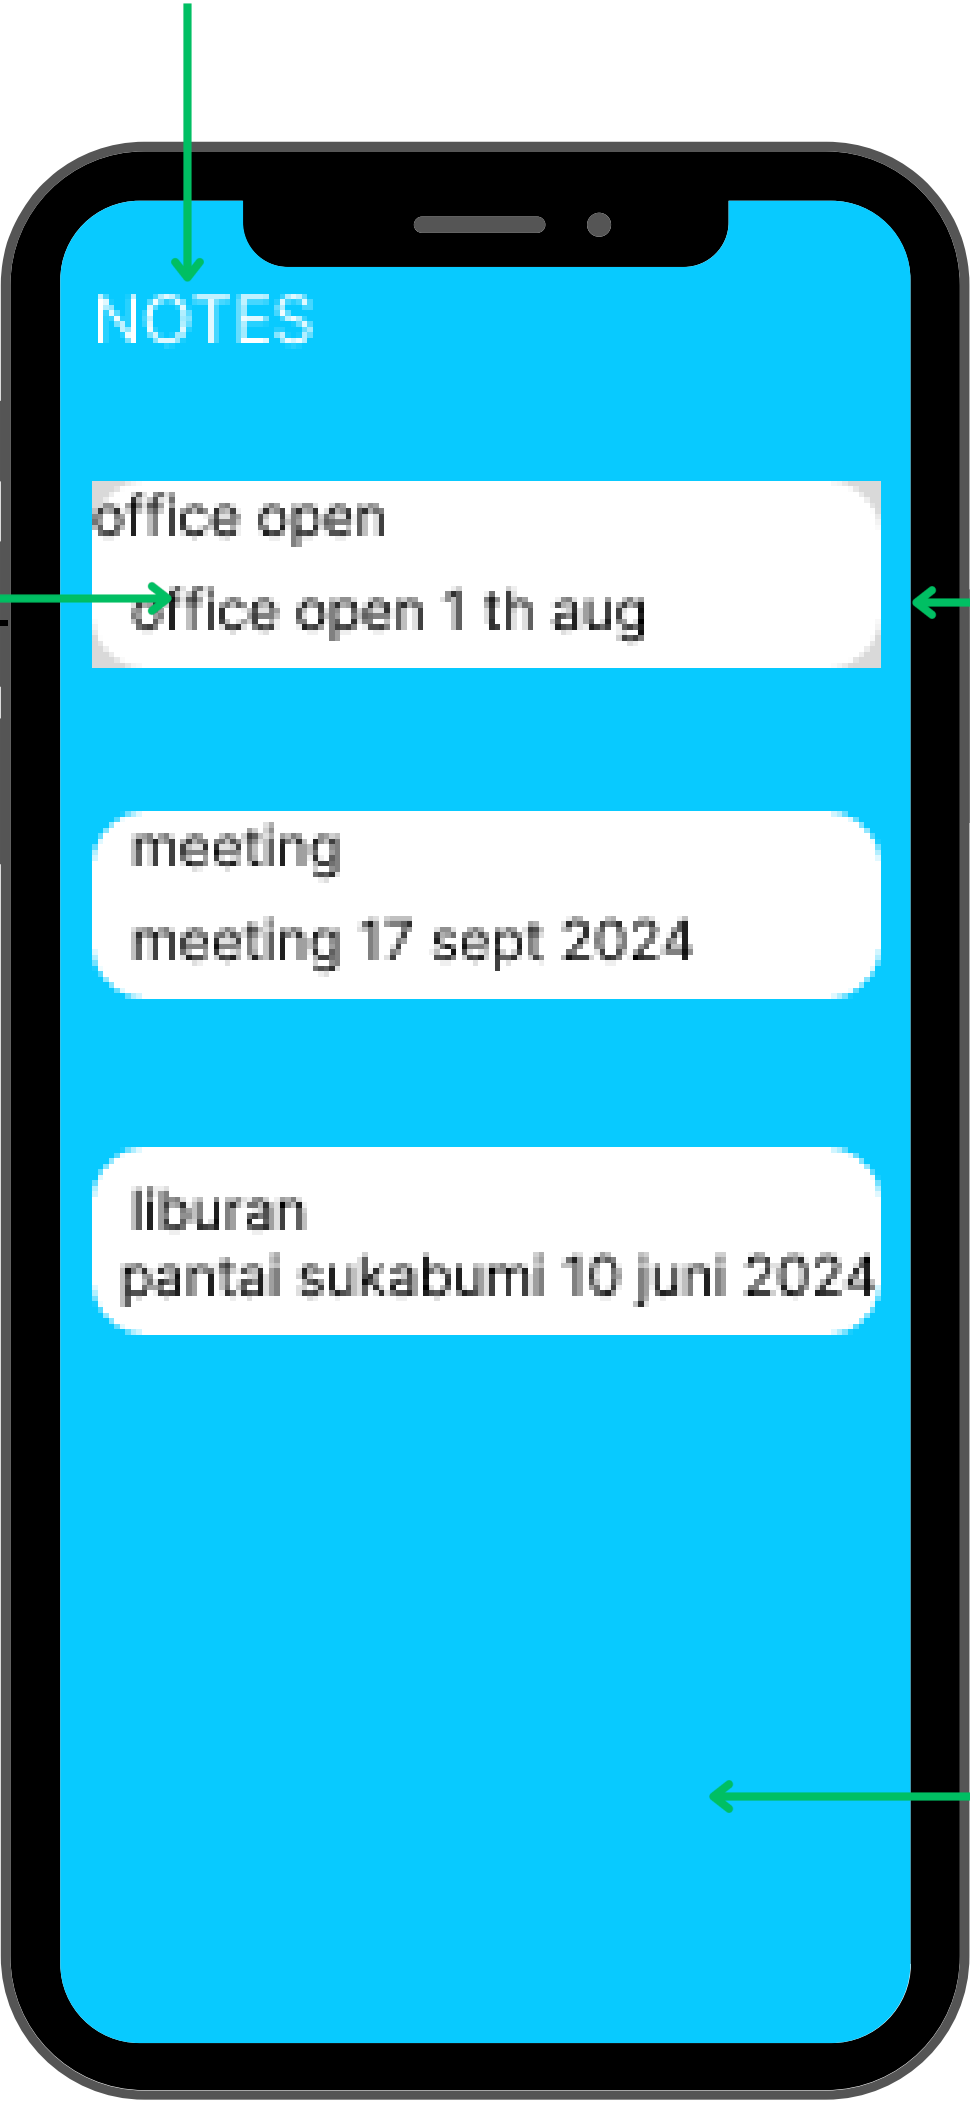 NOTES
office open
office open 1 th aug
meeting
meeting 17 sept 2024
liburan
pantai sukabumi 10 juni 2024